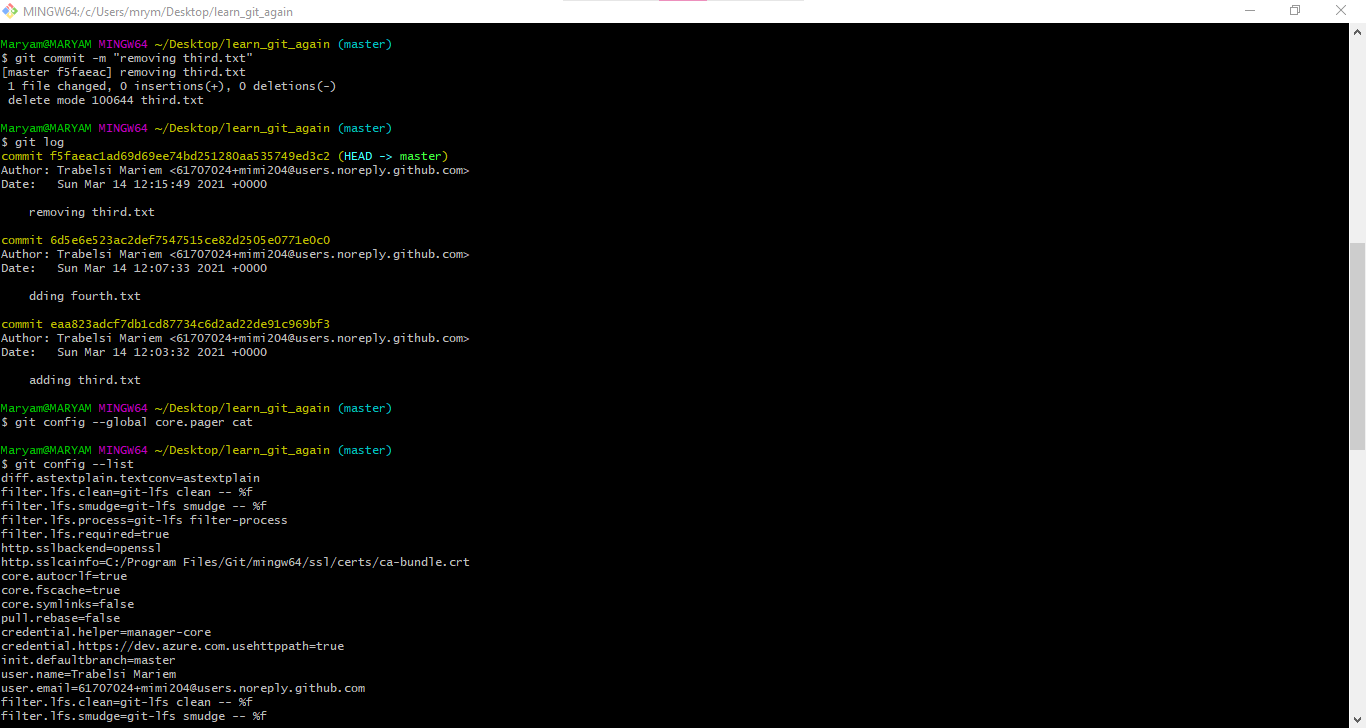 MINGW64:/c/Users/mrym/Desktop/learn_git_again
Maryam@MARYAM MINGW64 ~/Desktop/learn_git_again (master)
$ git commit -m "removing third.txt"
[master f5faeac] removing third.txt
 1 file changed, 0 insertions(+), 0 deletions(-)
 delete mode 100644 third.txt
Maryam@MARYAM MINGW64 ~/Desktop/learn_git_again (master)
$ git log
commit f5faeac1ad69d69ee74bd251280aa535749ed3c2 (HEAD -> master)
Author: Trabelsi Mariem <61707024+mimi204@users.noreply.github.com>
Date:   Sun Mar 14 12:15:49 2021 +0000
    removing third.txt
commit 6d5e6e523ac2def7547515ce82d2505e0771e0c0
Author: Trabelsi Mariem <61707024+mimi204@users.noreply.github.com>
Date:   Sun Mar 14 12:07:33 2021 +0000
    dding fourth.txt
commit eaa823adcf7db1cd87734c6d2ad22de91c969bf3
Author: Trabelsi Mariem <61707024+mimi204@users.noreply.github.com>
Date:   Sun Mar 14 12:03:32 2021 +0000
    adding third.txt
Maryam@MARYAM MINGW64 ~/Desktop/learn_git_again (master)
$ git config --global core.pager cat
Maryam@MARYAM MINGW64 ~/Desktop/learn_git_again (master)
$ git config --list
diff.astextplain.textconv=astextplain
filter.lfs.clean=git-lfs clean -- %f
filter.lfs.smudge=git-lfs smudge -- %f
filter.lfs.process=git-lfs filter-process
filter.lfs.required=true
http.sslbackend=openssl
http.sslcainfo=C:/Program Files/Git/mingw64/ssl/certs/ca-bundle.crt
core.autocrlf=true
core.fscache=true
core.symlinks=false
pull.rebase=false
credential.helper=manager-core
credential.https://dev.azure.com.usehttppath=true
init.defaultbranch=master
user.name=Trabelsi Mariem
user.email=61707024+mimi204@users.noreply.github.com
filter.lfs.clean=git-lfs clean -- %f
filter.lfs.smudge=git-lfs smudge -- %f